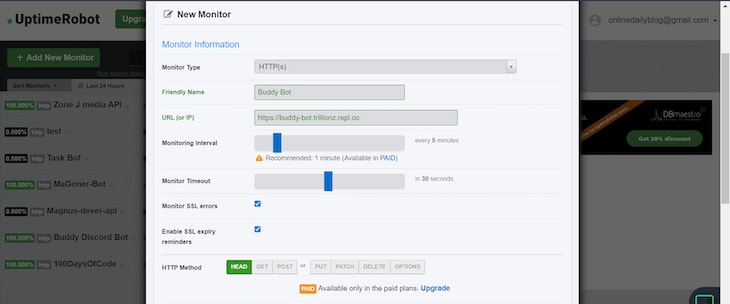 UptimeRobot
Upgra
New Monitor
onlinedailyblog@gmail.com
Monitor Information
+ Add New Monitor
Monitor Type HTTP(s)
Sort Monitors Last 24 Hours
Friendly Name Buddy Bot
100.000% http Zone J media API
URL (or IP) https://buddy-bot.trillionz.repl.co
0.000% http test
Monitoring Interval every 5 minutes
DBmaestro
Get 30% discount
0.000% http Task Bot
Recommended: 1 minute (Available in PAID)
Monitor Timeout in 30 seconds
100.000% http MaGoner-Bot
0.000% http Magnus-dever-api
Monitor SSL errors
100.000% http Buddy Discord Bot
Enable SSL expiry
reminders
0.000% http 100DaysOfCode
HTTP Method HEAD GET POST PUT PATCH DELETE OPTIONS
PAID Available only in the paid plans. Upgrade